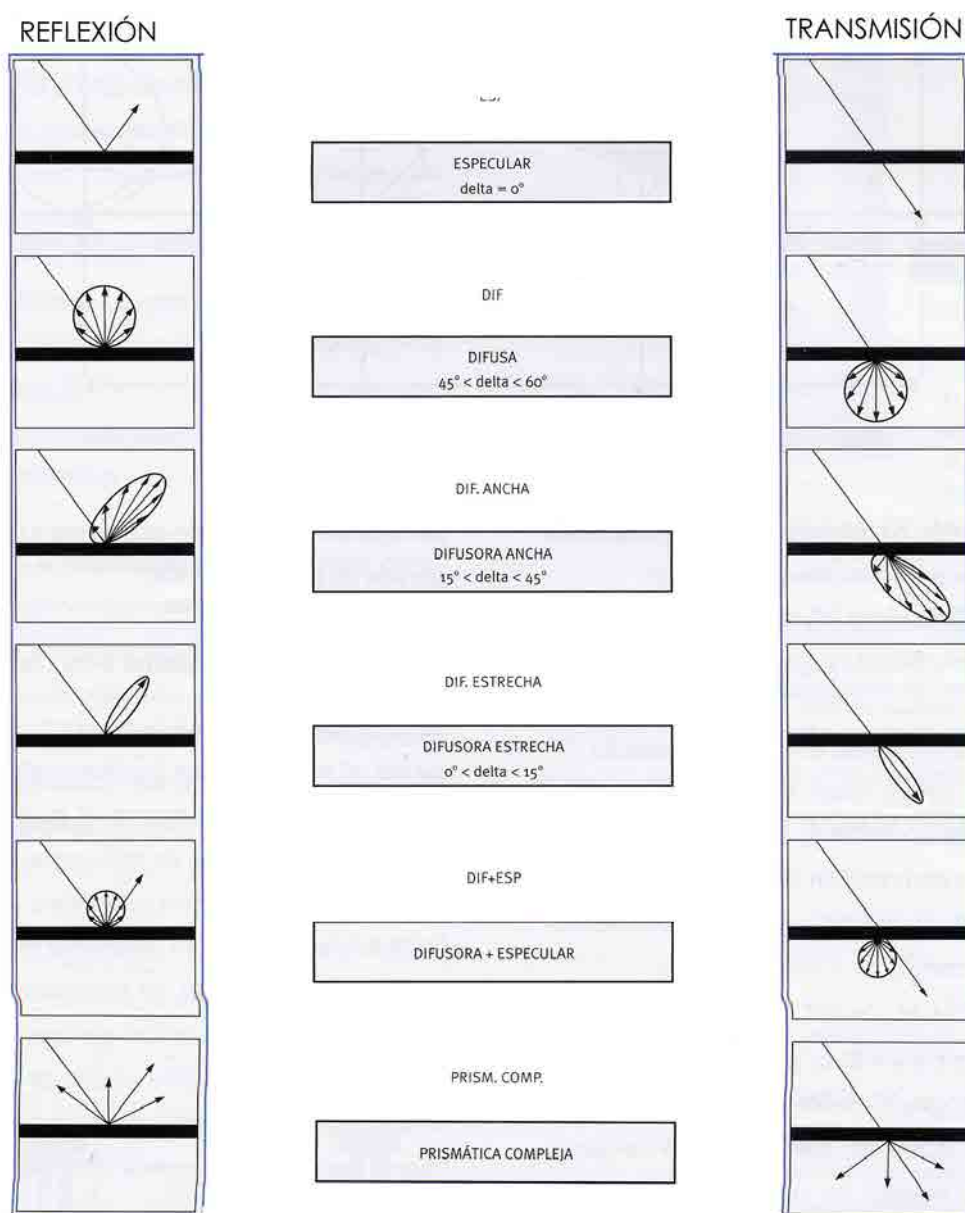 REFLEXIÓN
TRANSMISIÓN
ESPECULAR
delta = 0°
DIF
DIFUSA
45° < delta < 60°
DIF. ANCHA
DIFUSORA ANCHA
15° < delta < 45°
DIF. ESTRECHA
DIFUSORA ESTRECHA
0° < delta < 15°
DIF+ESP
DIFUSORA + ESPECULAR
PRISM. COMP.
PRISMÁTICA COMPLEJA